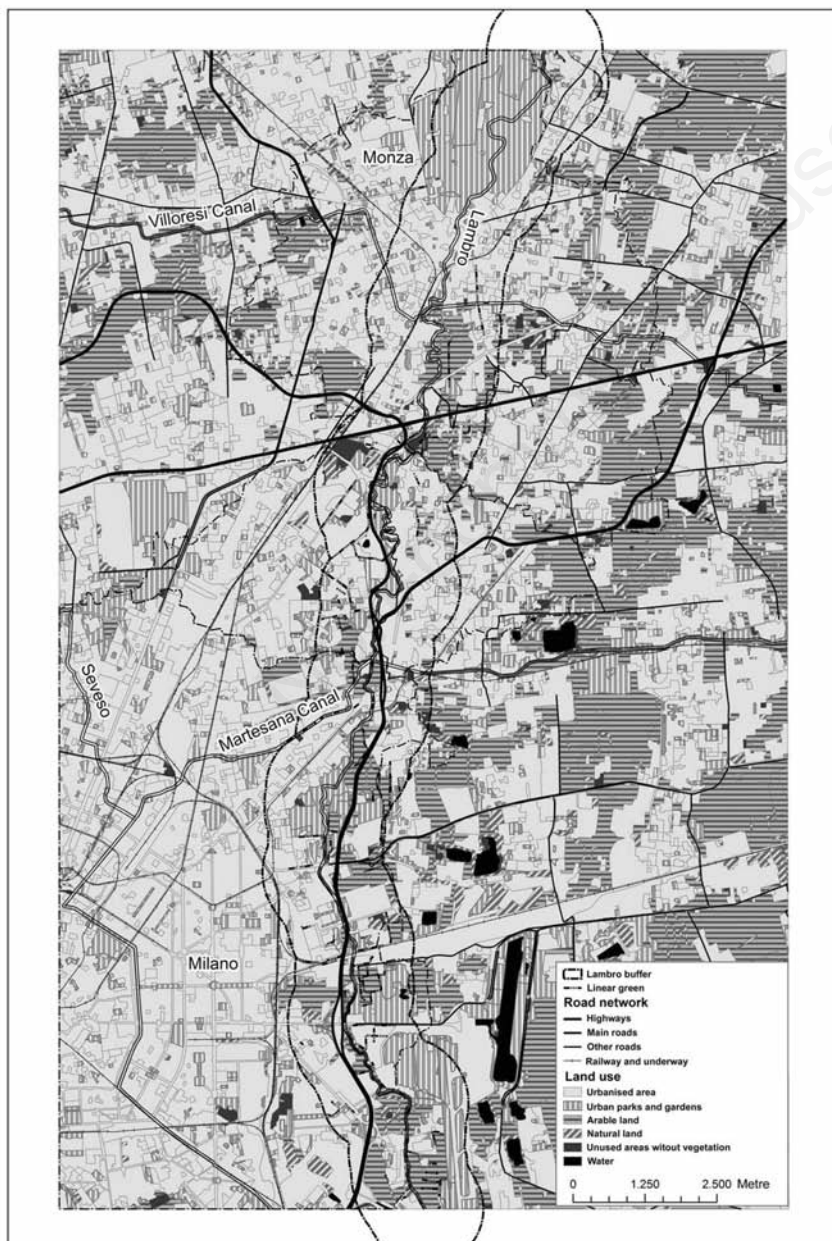 Monza
Villoresi Canal
Lambro
Seveso
Martesana Canal
Milano
Lambro buffer
Linear green
Road network
Highways
Main roads
Other roads
Railway and underway
Land use
Urbanised area
Urban parks and gardens
Arable land
Natural land
Unused areas witout vegetation
Water
0 1.250 2.500 Metre